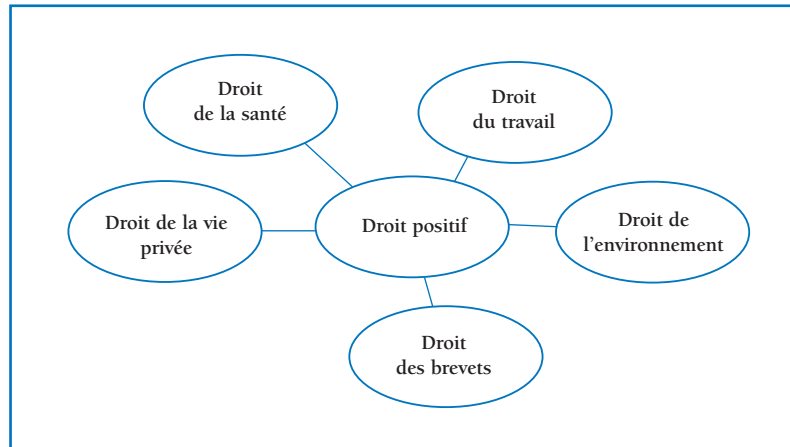 Droit
de la santé
Droit
du travail
Droit de la vie
privée
Droit positif
Droit de
l'environnement
Droit
des brevets